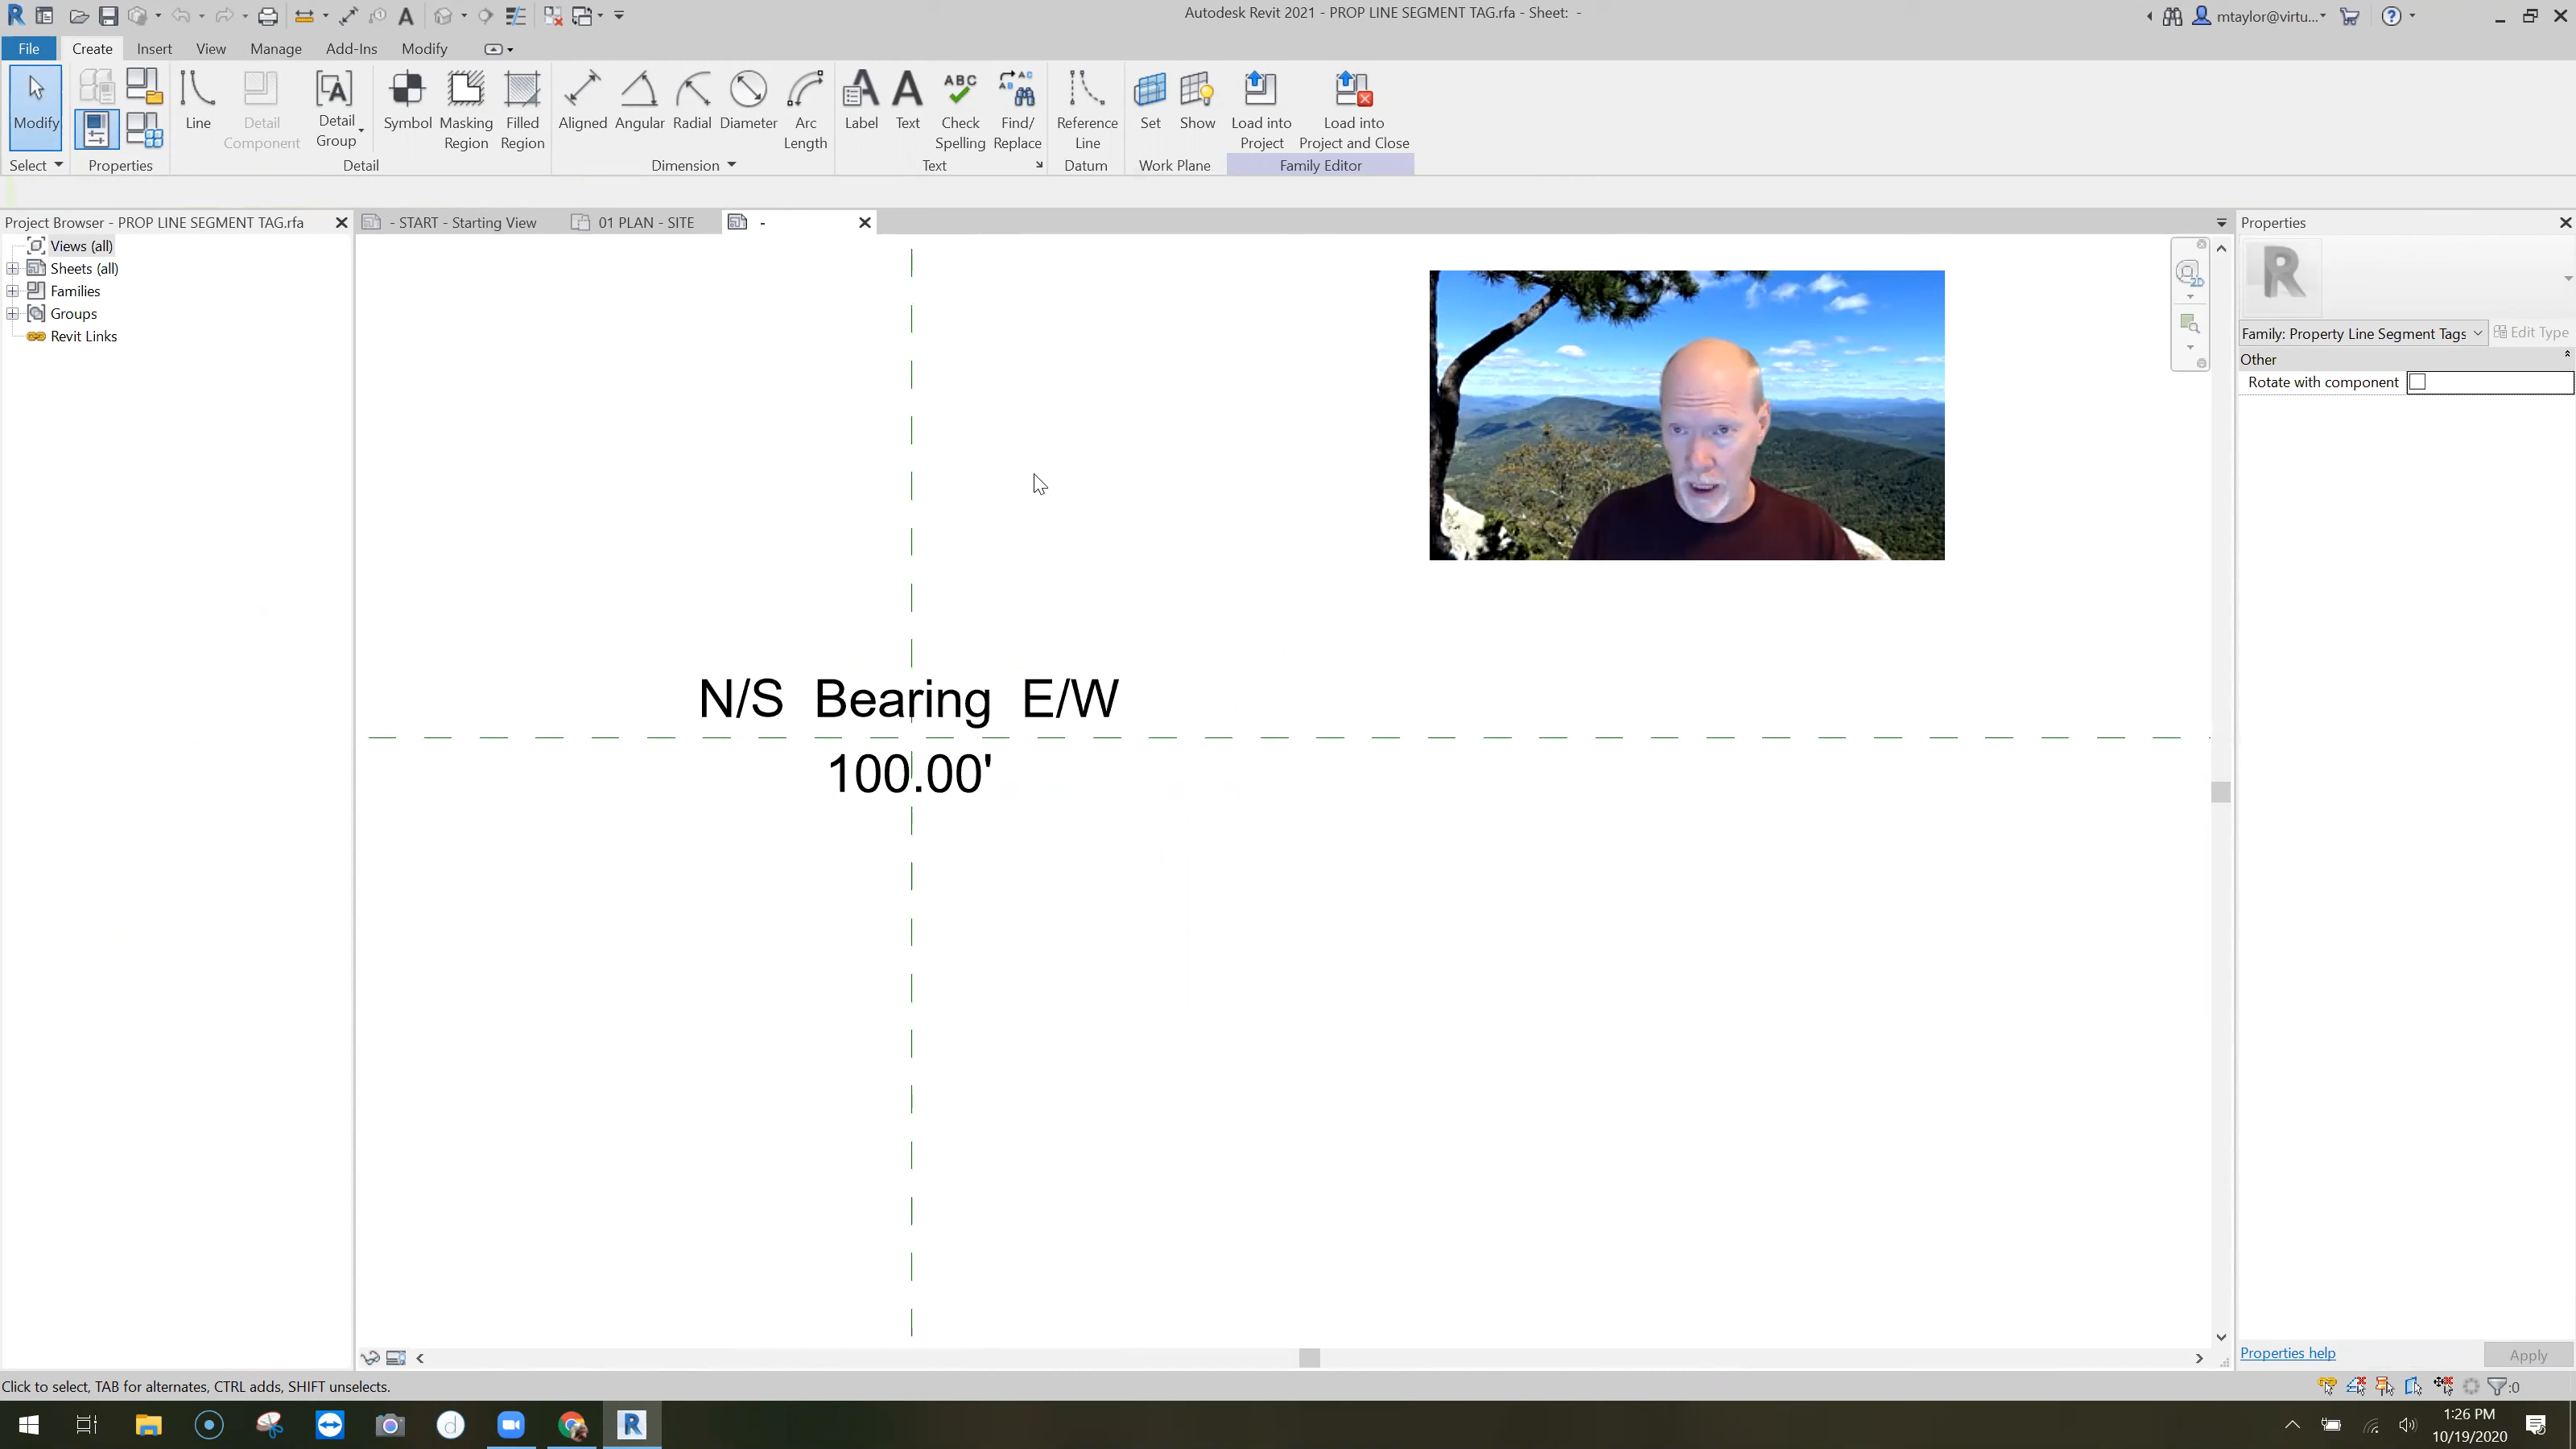 Autodesk Revit 2021 - PROP LINE SEGMENT TAG.rfa - Sheet: -
mtaylor@virtu...
File Create Insert View Manage Add-Ins Modify
Modify
Line
Detail Component
Detail Group
Symbol
Masking Region
Filled Region
Aligned
Angular
Radial
Diameter
Arc Length
Label
Text
Check Spelling
Find/ Replace
Reference Line
Set
Show
Load into Project
Load into Project and Close
Select Properties Detail Dimension Text Datum Work Plane Family Editor
Project Browser - PROP LINE SEGMENT TAG.rfa
- START - Starting View
01 PLAN - SITE
-
Properties
Views (all)
Sheets (all)
Families
Groups
Revit Links
2D
R
Family: Property Line Segment Tags
Edit Type
Other
Rotate with component
N/S Bearing E/W
100.00'
Properties help
Apply
Click to select, TAB for alternates, CTRL adds, SHIFT unselects.
:0
1:26 PM
10/19/2020